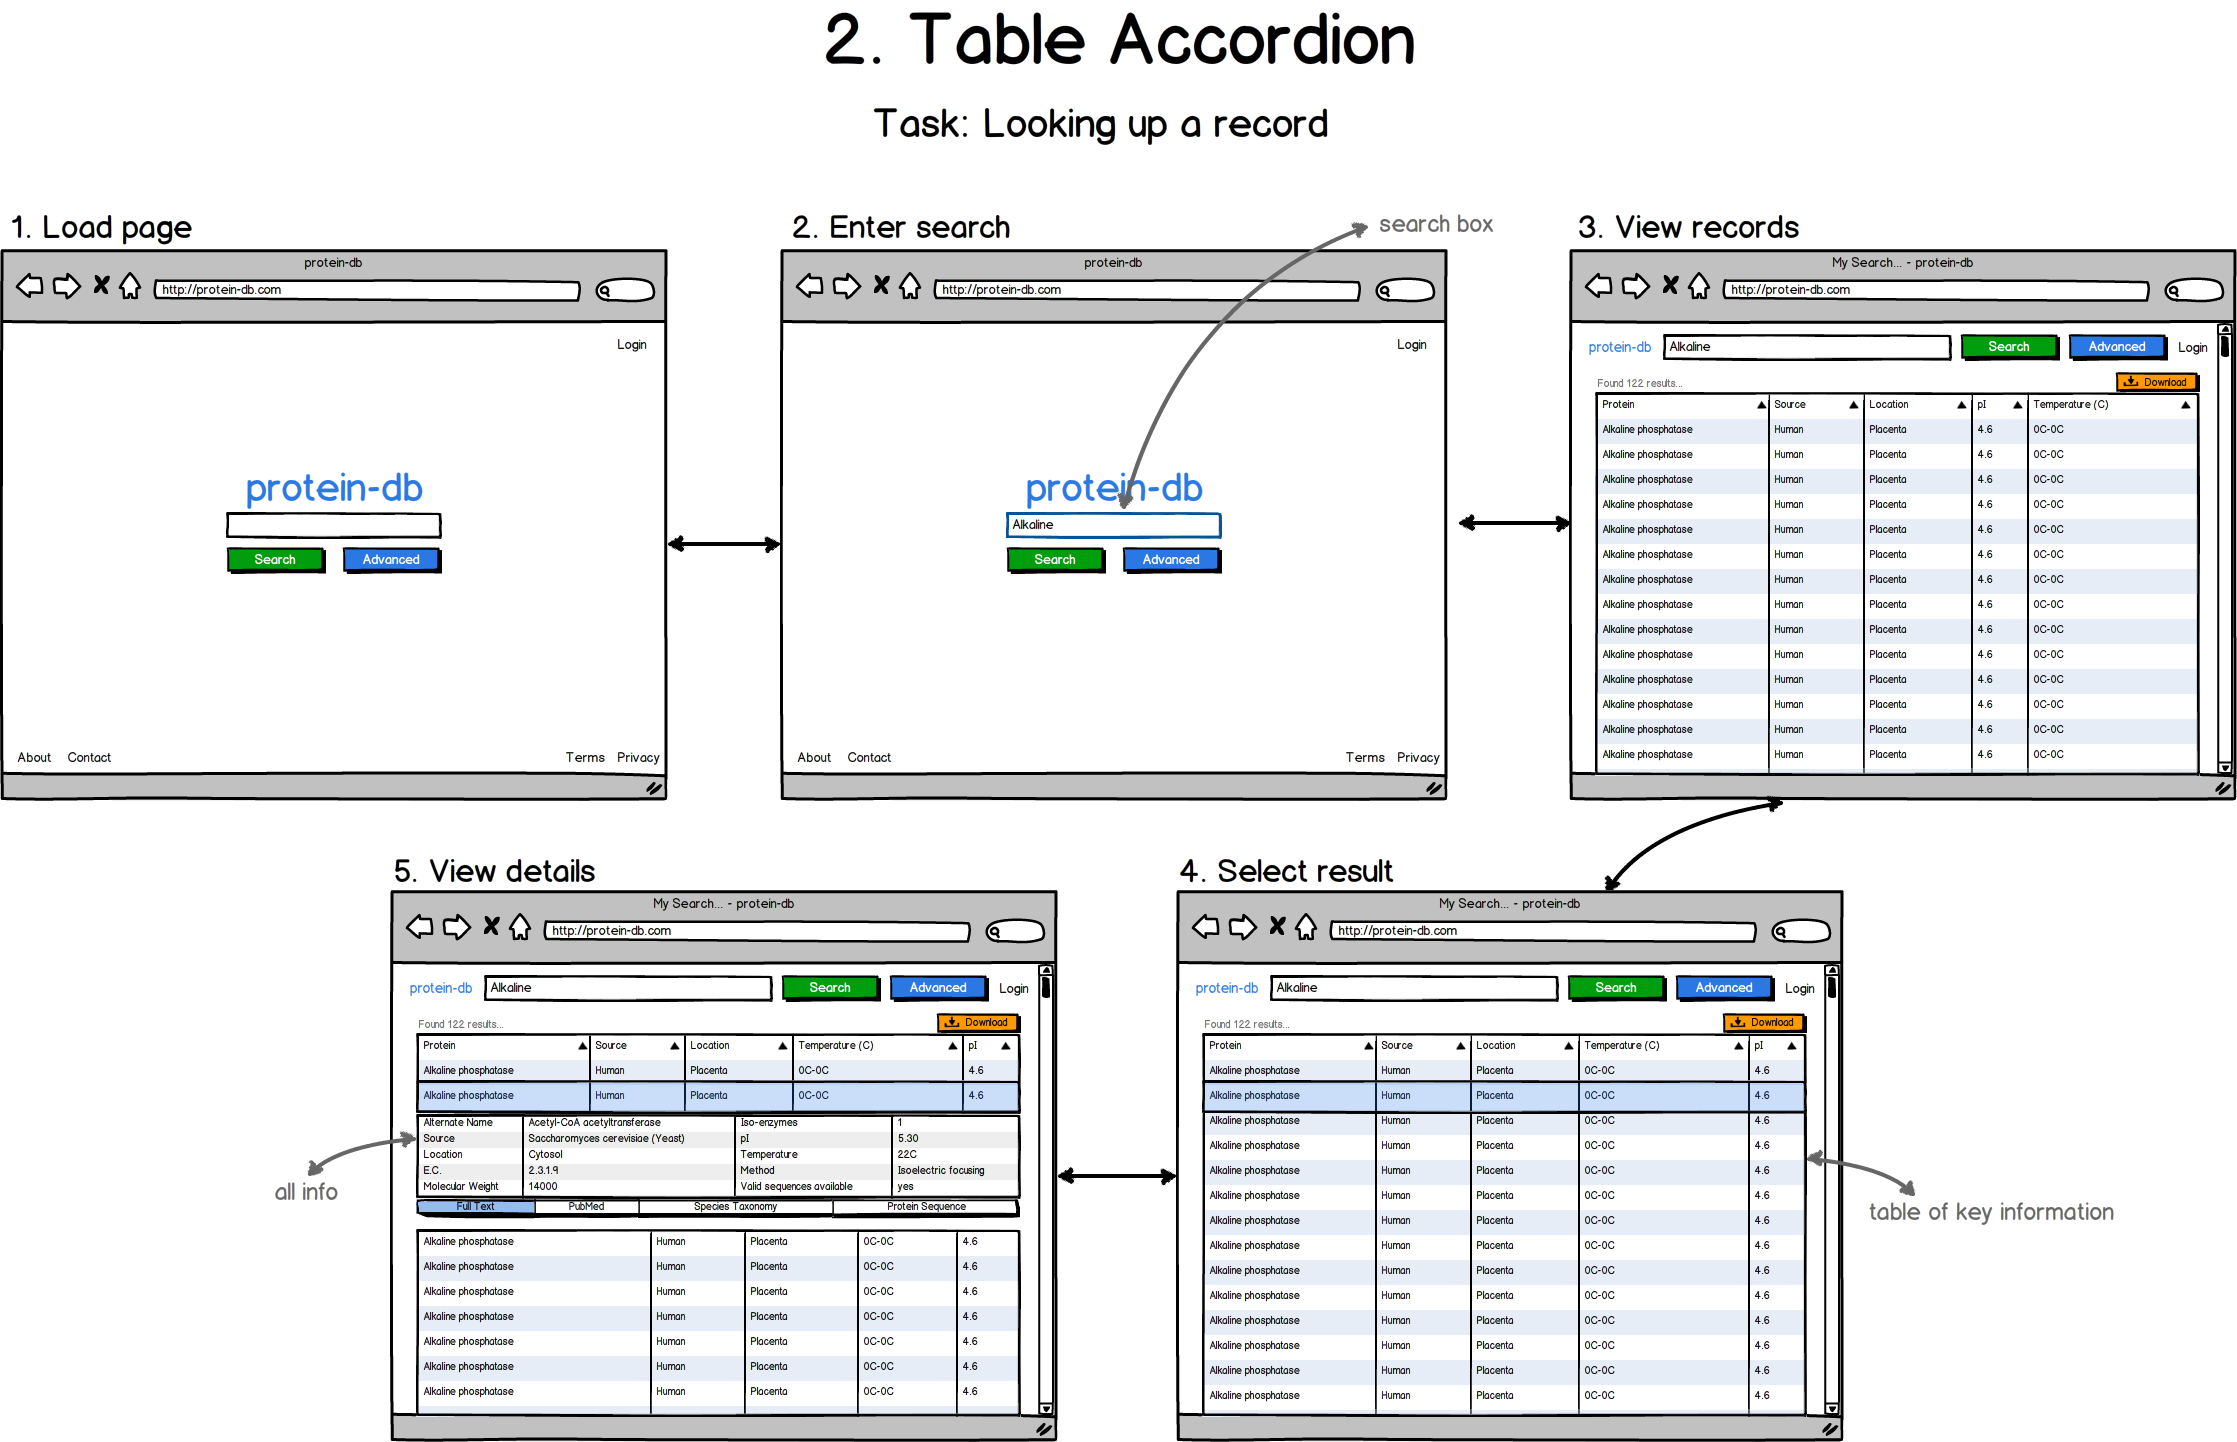 2. Table Accordion
Task: Looking up a record
1. Load page
protein-db
http://protein-db.com
Login
protein-db
Search Advanced
About Contact Terms Privacy
2. Enter search
search box
protein-db
http://protein-db.com
Login
protein-db
Alkaline
Search Advanced
About Contact Terms Privacy
3. View records
My Search... - protein-db
http://protein-db.com
protein-db Alkaline Search Advanced Login
Found 122 results... Download
Protein Source Location pI Temperature (C)
Alkaline phosphatase Human Placenta 4.6 0C-0C
Alkaline phosphatase Human Placenta 4.6 0C-0C
Alkaline phosphatase Human Placenta 4.6 0C-0C
Alkaline phosphatase Human Placenta 4.6 0C-0C
Alkaline phosphatase Human Placenta 4.6 0C-0C
Alkaline phosphatase Human Placenta 4.6 0C-0C
Alkaline phosphatase Human Placenta 4.6 0C-0C
Alkaline phosphatase Human Placenta 4.6 0C-0C
Alkaline phosphatase Human Placenta 4.6 0C-0C
Alkaline phosphatase Human Placenta 4.6 0C-0C
Alkaline phosphatase Human Placenta 4.6 0C-0C
Alkaline phosphatase Human Placenta 4.6 0C-0C
Alkaline phosphatase Human Placenta 4.6 0C-0C
Alkaline phosphatase Human Placenta 4.6 0C-0C
5. View details
My Search... - protein-db
http://protein-db.com
protein-db Alkaline Search Advanced Login
Found 122 results... Download
Protein Source Location Temperature (C) pI
Alkaline phosphatase Human Placenta 0C-0C 4.6
Alkaline phosphatase Human Placenta 0C-0C 4.6
Alternate Name Acetyl-CoA acetyltransferase Iso-enzymes 1
Source Saccharomyces cerevisiae (Yeast) pI 5.30
Location Cytosol Temperature 22C
E.C. 2.3.1.9 Method Isoelectric focusing
Molecular Weight 14000 Valid sequences available yes
Full Text PubMed Species Taxonomy Protein Sequence
all info
Alkaline phosphatase Human Placenta 0C-0C 4.6
Alkaline phosphatase Human Placenta 0C-0C 4.6
Alkaline phosphatase Human Placenta 0C-0C 4.6
Alkaline phosphatase Human Placenta 0C-0C 4.6
Alkaline phosphatase Human Placenta 0C-0C 4.6
Alkaline phosphatase Human Placenta 0C-0C 4.6
Alkaline phosphatase Human Placenta 0C-0C 4.6
4. Select result
My Search... - protein-db
http://protein-db.com
protein-db Alkaline Search Advanced Login
Found 122 results... Download
Protein Source Location Temperature (C) pI
Alkaline phosphatase Human Placenta 0C-0C 4.6
Alkaline phosphatase Human Placenta 0C-0C 4.6
Alkaline phosphatase Human Placenta 0C-0C 4.6
Alkaline phosphatase Human Placenta 0C-0C 4.6
Alkaline phosphatase Human Placenta 0C-0C 4.6
Alkaline phosphatase Human Placenta 0C-0C 4.6
Alkaline phosphatase Human Placenta 0C-0C 4.6
Alkaline phosphatase Human Placenta 0C-0C 4.6
Alkaline phosphatase Human Placenta 0C-0C 4.6
Alkaline phosphatase Human Placenta 0C-0C 4.6
Alkaline phosphatase Human Placenta 0C-0C 4.6
Alkaline phosphatase Human Placenta 0C-0C 4.6
Alkaline phosphatase Human Placenta 0C-0C 4.6
Alkaline phosphatase Human Placenta 0C-0C 4.6
table of key information